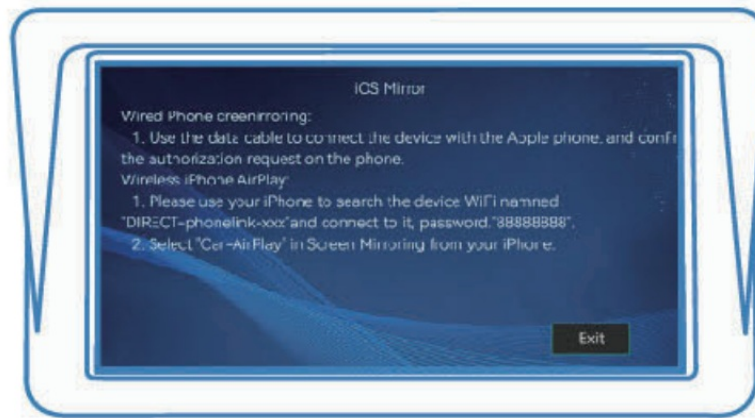 iOS Mirror
Wired Phone creenirroring:
1. Use the data cable to connect the device with the Apple phone, and confir
the authorization request on the phone.
Wireless iPhone AirPlay:
1. Please use your iPhone to search the device WiFi namned
"DIRECT-phonelink-xxx"and connect to it, password."88888888".
2. Select "Car-AirPlay" in Screen Mirroring from your iPhone.
Exit